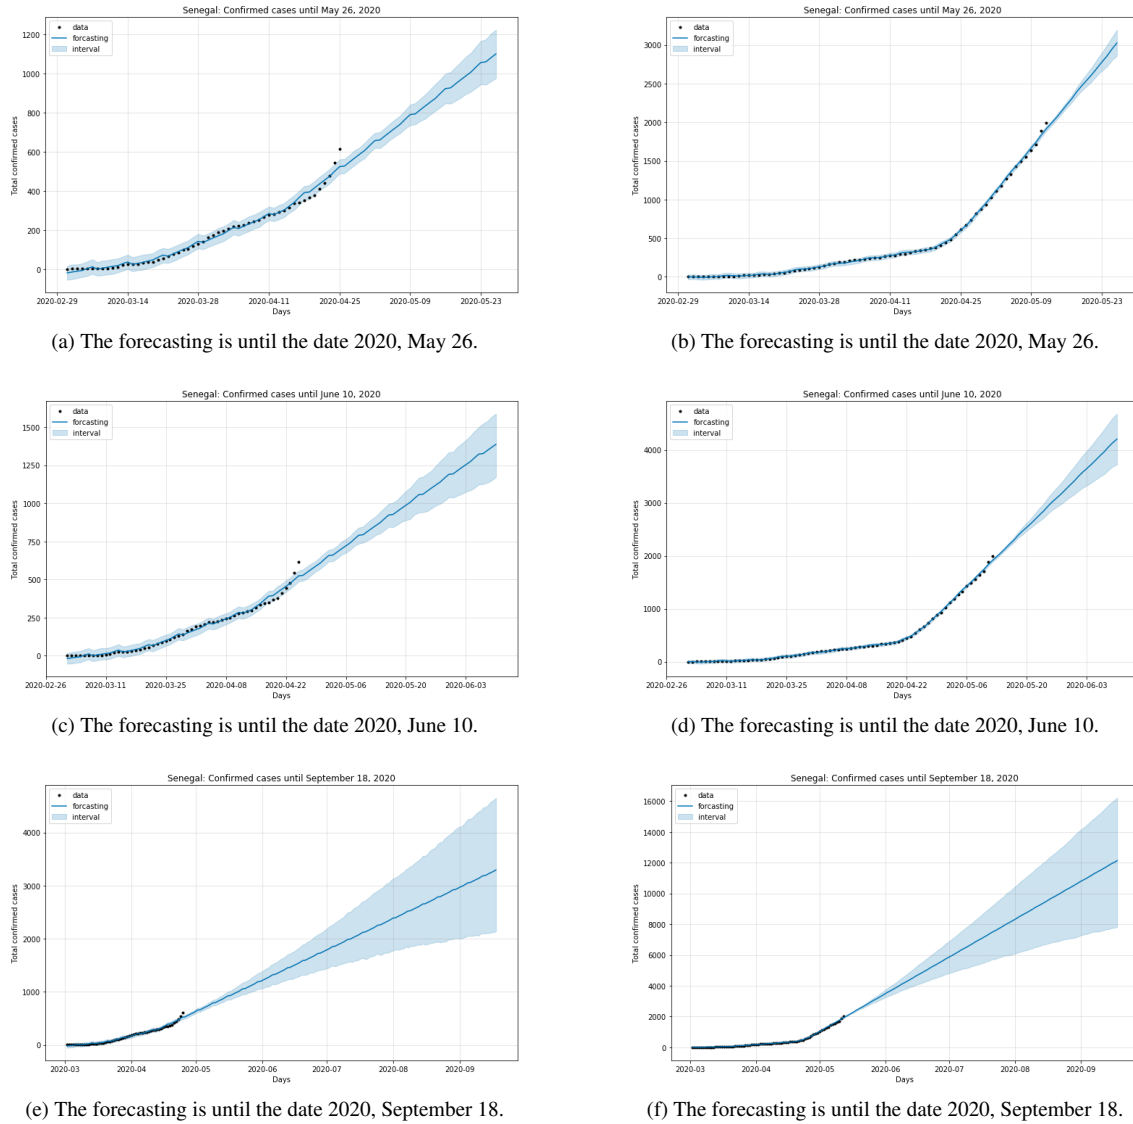 Senegal: Confirmed cases until May 26, 2020
data
forcasting
interval
1200
1000
800
600
400
200
0
Total confirmed cases
2020-02-29 2020-03-14 2020-03-28 2020-04-11 2020-04-25 2020-05-09 2020-05-23
Days
(a) The forecasting is until the date 2020, May 26.
Senegal: Confirmed cases until May 26, 2020
data
forcasting
interval
3000
2500
2000
1500
1000
500
0
Total confirmed cases
2020-02-29 2020-03-14 2020-03-28 2020-04-11 2020-04-25 2020-05-09 2020-05-23
Days
(b) The forecasting is until the date 2020, May 26.
Senegal: Confirmed cases until June 10, 2020
data
forcasting
interval
1500
1250
1000
750
500
250
0
Total confirmed cases
2020-02-26 2020-03-11 2020-03-25 2020-04-08 2020-04-22 2020-05-06 2020-05-20 2020-06-03
Days
(c) The forecasting is until the date 2020, June 10.
Senegal: Confirmed cases until June 10, 2020
data
forcasting
interval
4000
3000
2000
1000
0
Total confirmed cases
2020-02-26 2020-03-11 2020-03-25 2020-04-08 2020-04-22 2020-05-06 2020-05-20 2020-06-03
Days
(d) The forecasting is until the date 2020, June 10.
Senegal: Confirmed cases until September 18, 2020
data
forcasting
interval
4000
3000
2000
1000
0
Total confirmed cases
2020-03 2020-04 2020-05 2020-06 2020-07 2020-08 2020-09
Days
(e) The forecasting is until the date 2020, September 18.
Senegal: Confirmed cases until September 18, 2020
data
forcasting
interval
16000
14000
12000
10000
8000
6000
4000
2000
0
Total confirmed cases
2020-03 2020-04 2020-05 2020-06 2020-07 2020-08 2020-09
Days
(f) The forecasting is until the date 2020, September 18.